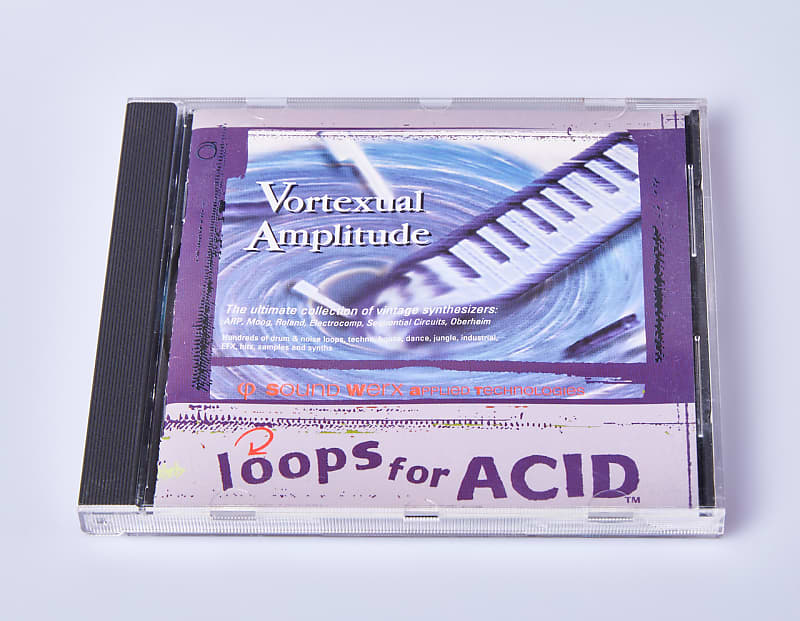 Vortexual
Amplitude
The ultimate collection of vintage synthesizers:
ARP, Moog, Roland, Electrocomp, Sequential Circuits, Oberheim
Hundreds of drum & noise loops, techno, house, dance, jungle, industrial,
EFX, hits, samples and synths
φ Sound Werx Applied Technologies
loops for ACID™